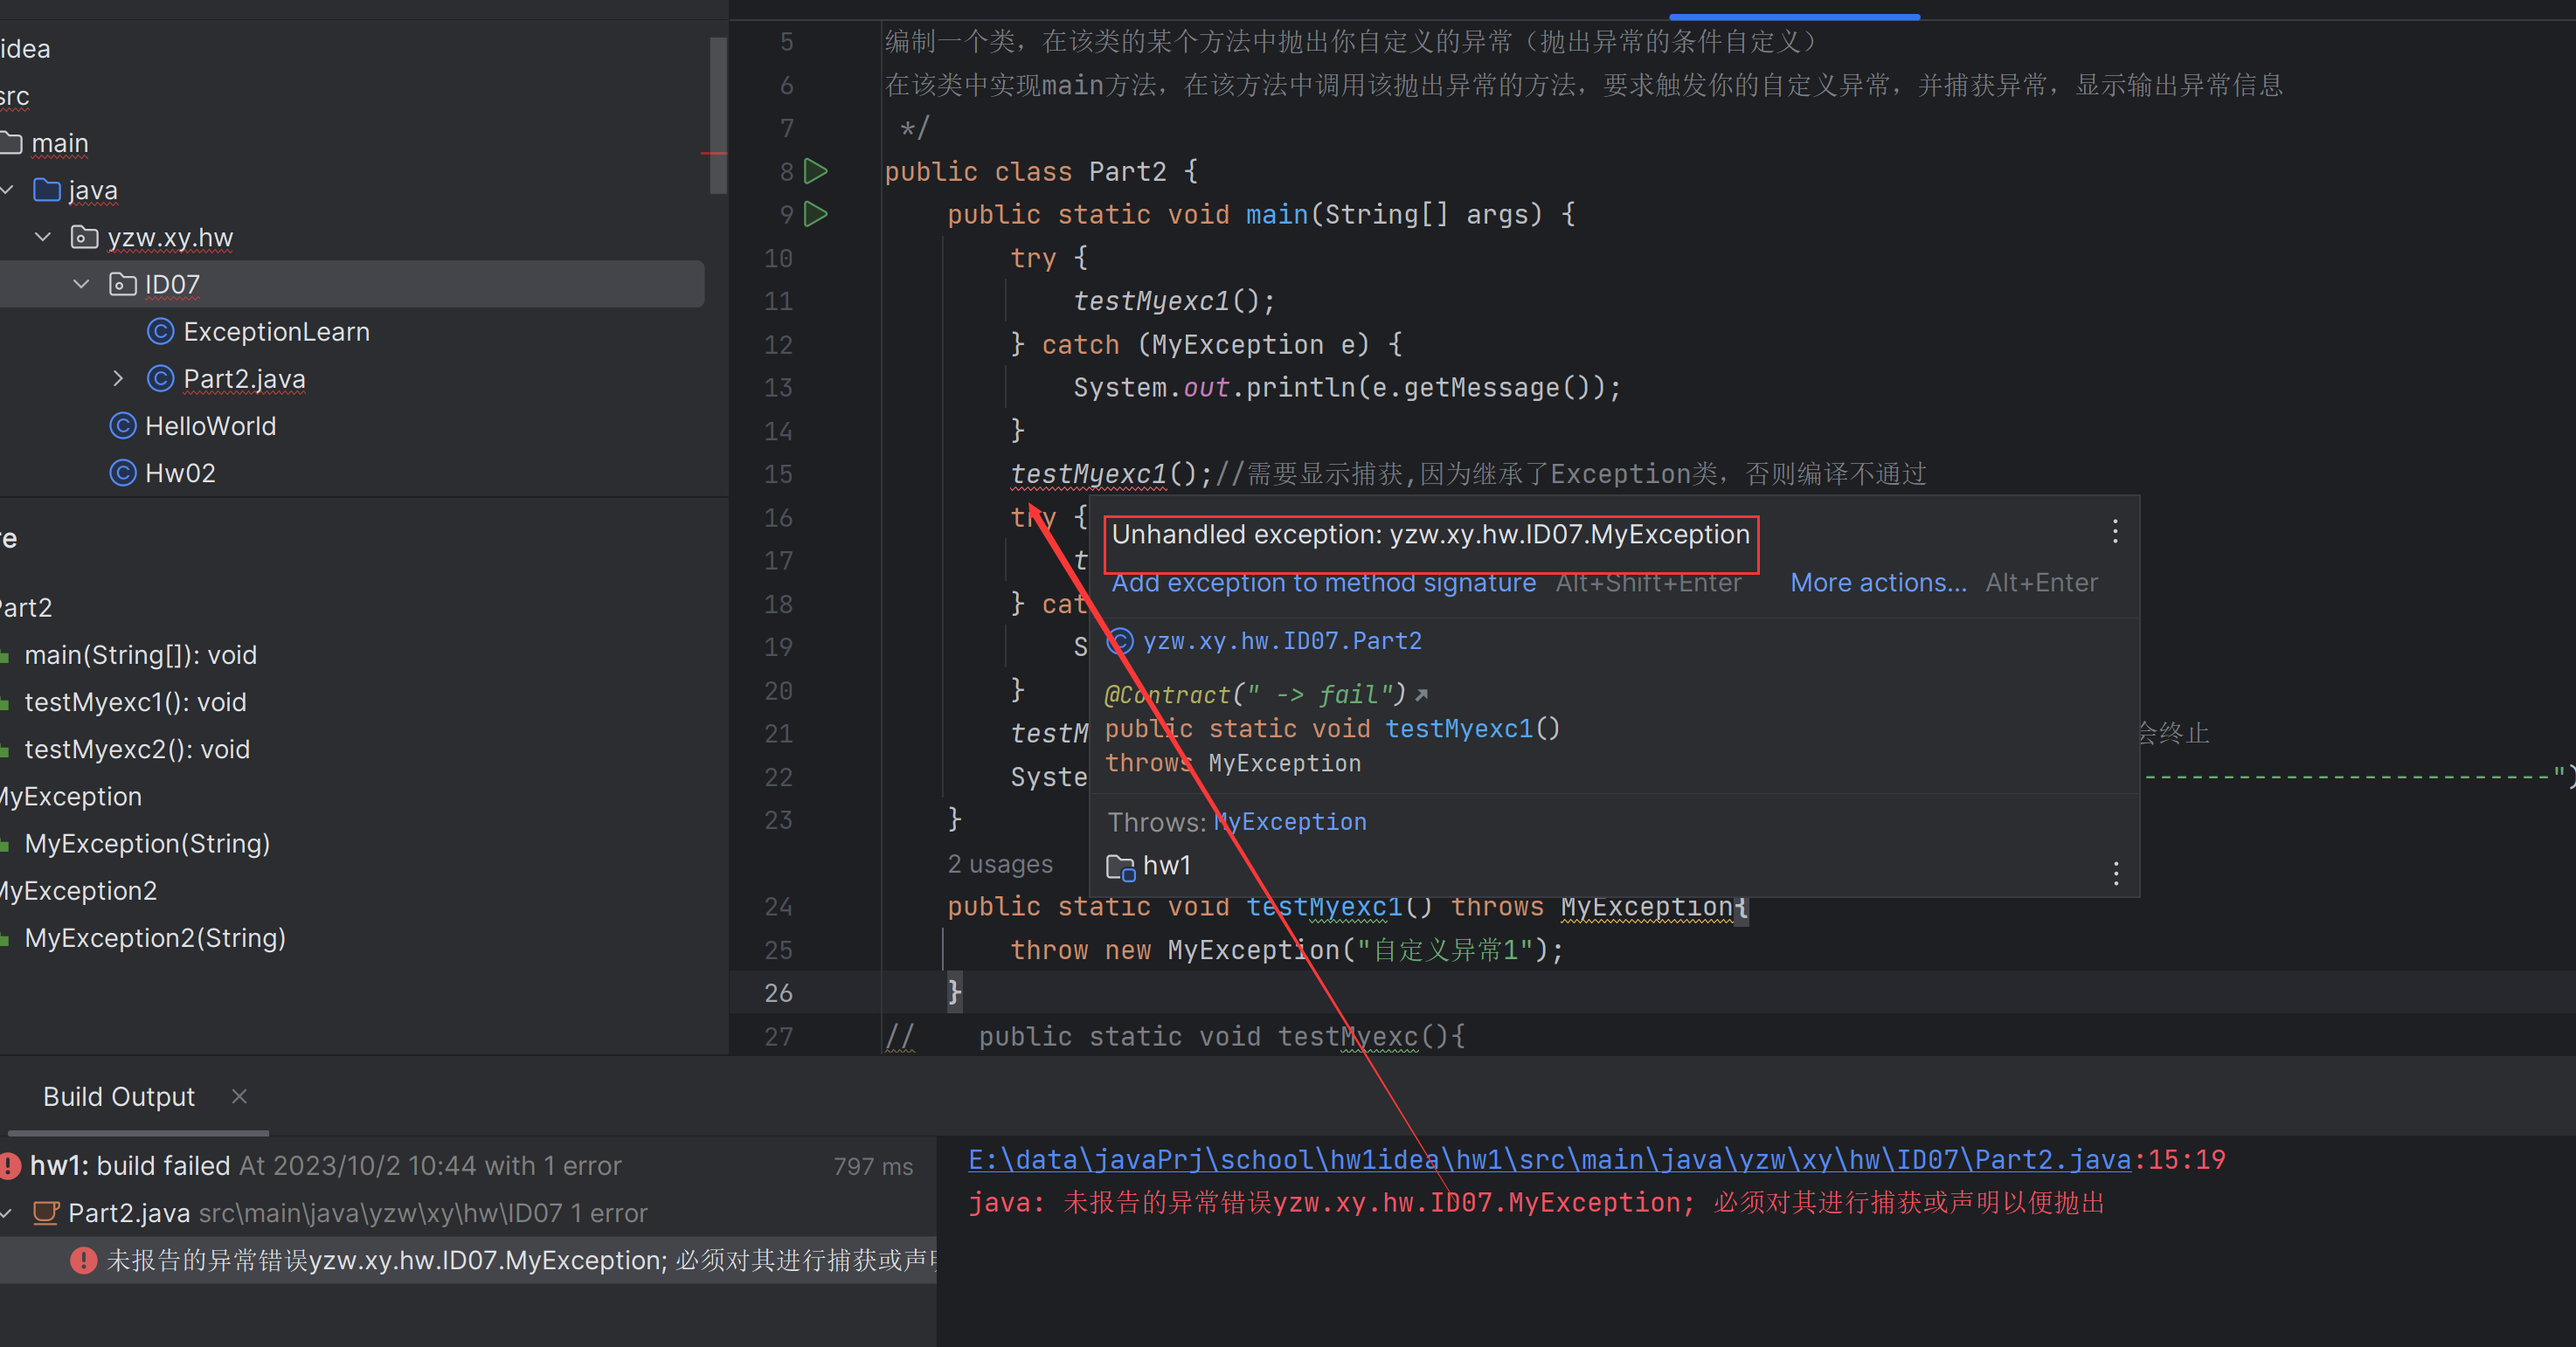 idea
src
main
java
yzw.xy.hw
ID07
ExceptionLearn
Part2.java
HelloWorld
Hw02
re
Part2
main(String[]): void
testMyexc1(): void
testMyexc2(): void
MyException
MyException(String)
MyException2
MyException2(String)
5 编制一个类，在该类的某个方法中抛出你自定义的异常（抛出异常的条件自定义）
6 在该类中实现main方法，在该方法中调用该抛出异常的方法，要求触发你的自定义异常，并捕获异常，显示输出异常信息
7 */
8 public class Part2 {
9 public static void main(String[] args) {
10 try {
11 testMyexc1();
12 } catch (MyException e) {
13 System.out.println(e.getMessage());
14 }
15 testMyexc1();//需要显示捕获,因为继承了Exception类，否则编译不通过
16 try {
17 t
18 } cat
19 S
20 }
21 testM 会终止
22 Syste --------------------------")
23 }
Unhandled exception: yzw.xy.hw.ID07.MyException
Add exception to method signature Alt+Shift+Enter More actions... Alt+Enter
yzw.xy.hw.ID07.Part2
@Contract(" -> fail")
public static void testMyexc1()
throws MyException
Throws: MyException
hw1
2 usages
24 public static void testMyexc1() throws MyException{
25 throw new MyException("自定义异常1");
26 }
27 // public static void testMyexc(){
Build Output
hw1: build failed At 2023/10/2 10:44 with 1 error 797 ms
Part2.java src\main\java\yzw\xy\hw\ID07 1 error
未报告的异常错误yzw.xy.hw.ID07.MyException; 必须对其进行捕获或声明
E:\data\javaPrj\school\hw1idea\hw1\src\main\java\yzw\xy\hw\ID07\Part2.java:15:19
java: 未报告的异常错误yzw.xy.hw.ID07.MyException; 必须对其进行捕获或声明以便抛出